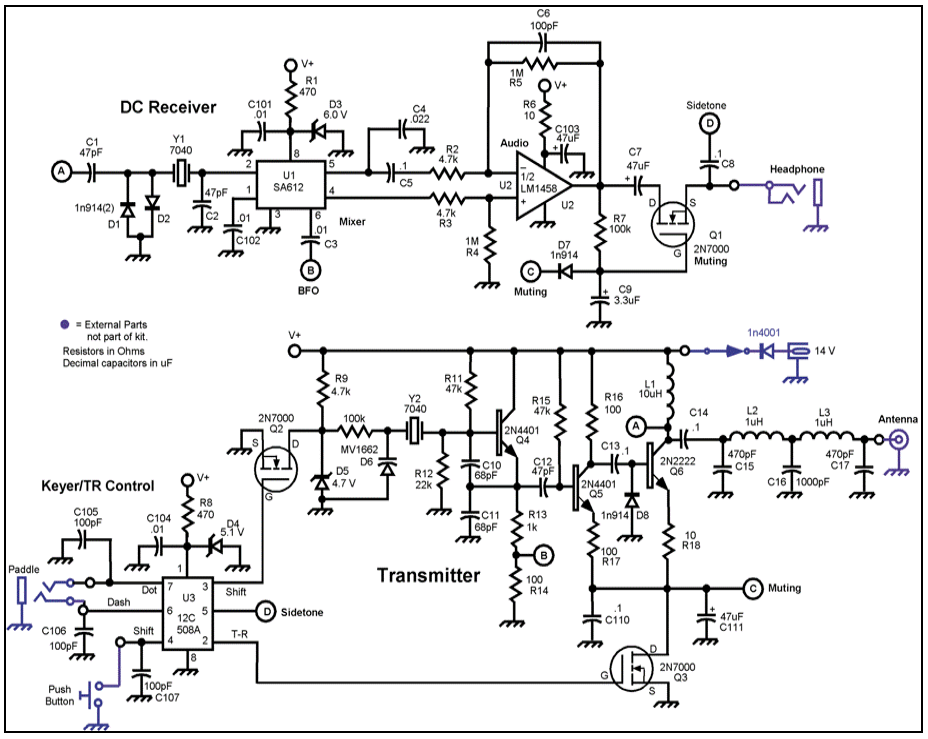 DC Receiver
V+
R1
470
C101
.01
D3
6.0 V
C1
47pF
Y1
7040
A
1n914(2)
D1
D2
47pF
C2
.01
C102
2
1
8
U1
SA612
5
4
3
6
Mixer
.01
C3
B
BFO
C4
.022
.1
C5
R2
4.7k
4.7k
R3
1M
R4
C6
100pF
1M
R5
V+
R6
10
C103
47uF
+
Audio
−
1/2
LM1458
+
U2
U2
C7
47uF
+
R7
100k
D7
1n914
C
Muting
C9
3.3uF
+
D
S
G
Q1
2N7000
Muting
Sidetone
D
.1
C8
Headphone
= External Parts
not part of kit.
Resistors in Ohms
Decimal capacitors in uF
V+
R9
4.7k
2N7000
Q2
S
D
G
D5
4.7 V
100k
MV1662
D6
Y2
7040
R11
47k
R12
22k
C10
68pF
C11
68pF
2N4401
Q4
R13
1k
B
100
R14
C12
47pF
R15
47k
R16
100
2N4401
Q5
100
R17
C13
.1
1n914
D8
L1
10uH
A
2N2222
Q6
10
R18
C14
.1
L2
1uH
L3
1uH
470pF
C15
C16
1000pF
470pF
C17
Antenna
1n4001
14 V
Transmitter
.1
C110
+
47uF
C111
C
Muting
D
2N7000
Q3
G
S
Keyer/TR Control
V+
R8
470
C105
100pF
C104
.01
D4
5.1 V
Paddle
Dot
Dash
Shift
C106
100pF
100pF
C107
Push
Button
1
7
6
4
U3
12C
508A
3
5
2
8
Shift
D
Sidetone
T-R